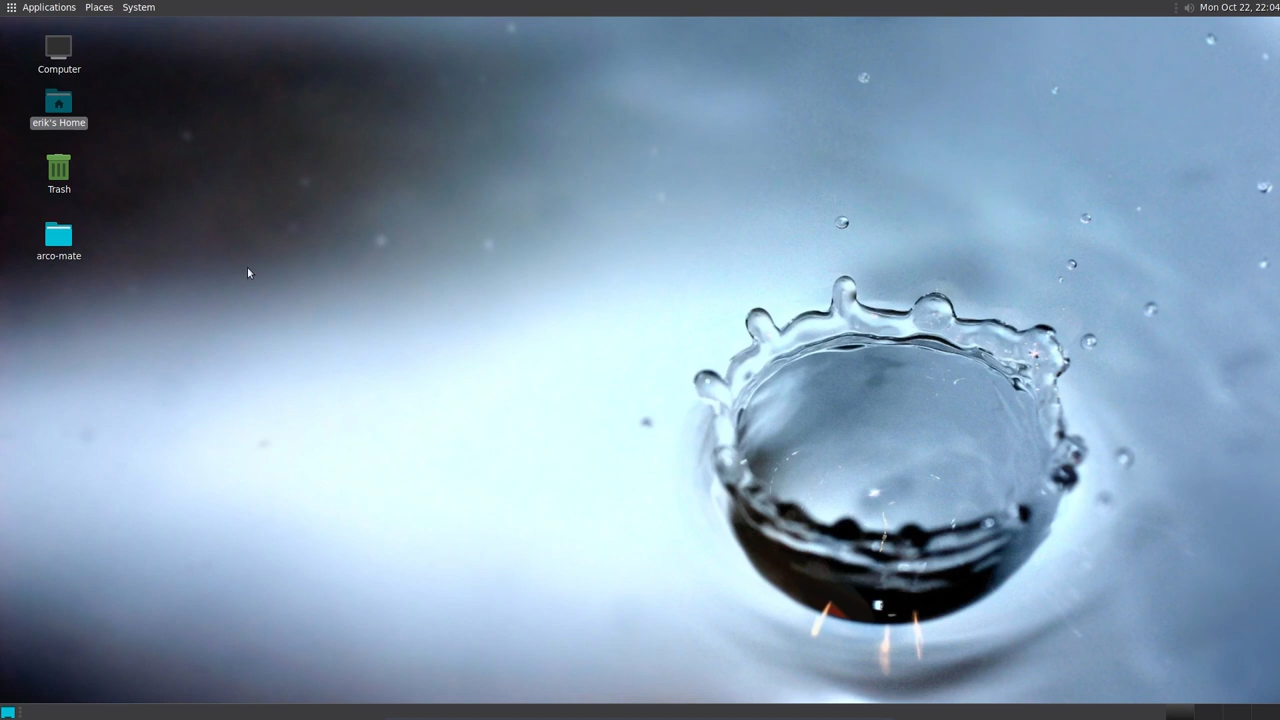 Applications Places System
Mon Oct 22, 22:04
Computer
erik's Home
Trash
arco-mate